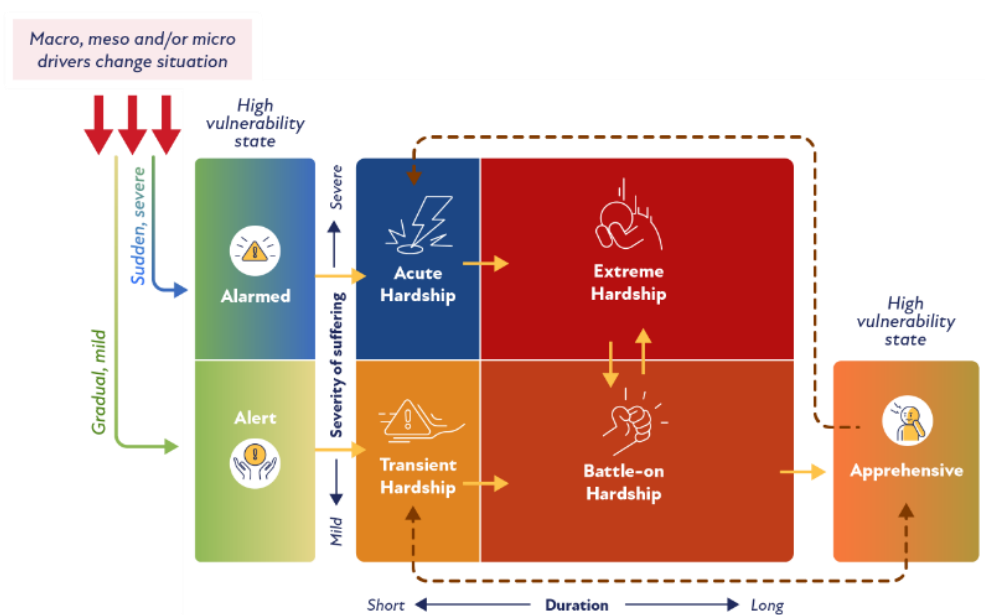 Macro, meso and/or micro
drivers change situation
High
vulnerability
state
Sudden, severe
Gradual, mild
Alarmed
Alert
Severe
Severity of suffering
Mild
Acute
Hardship
Extreme
Hardship
Transient
Hardship
Battle-on
Hardship
High
vulnerability
state
Apprehensive
Short
Duration
Long